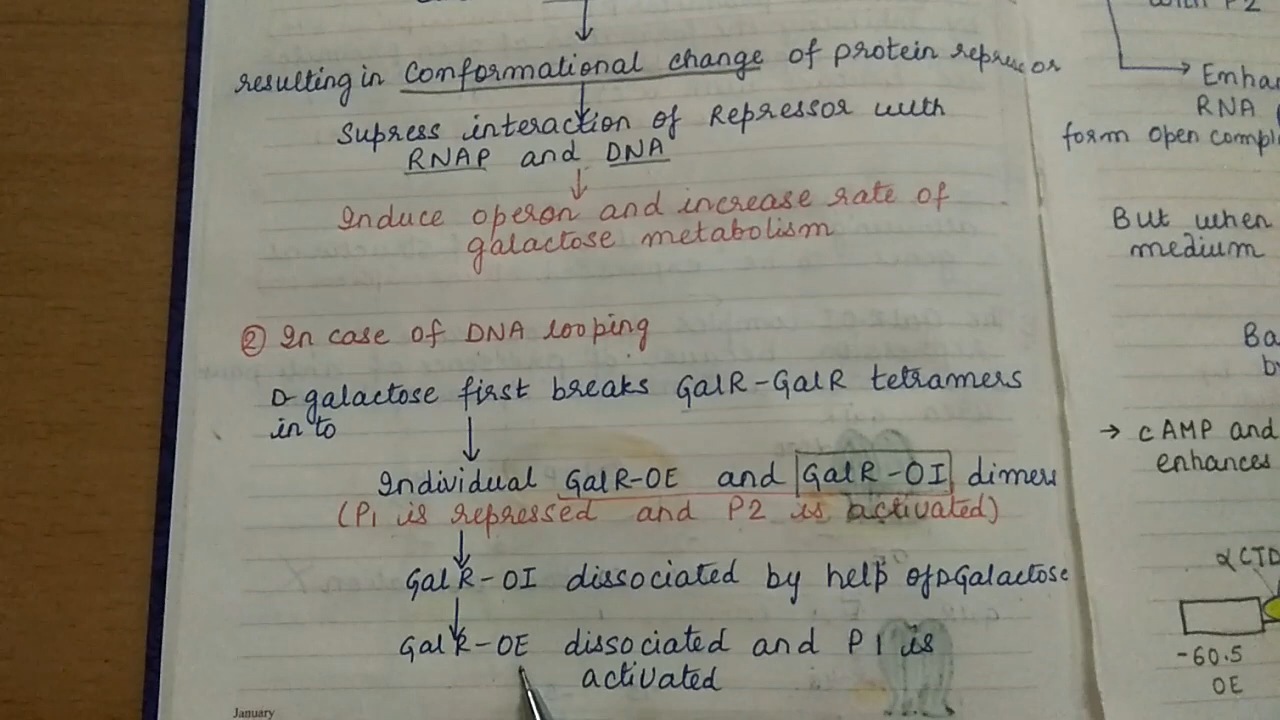 resulting in conformational change of protein repressor
Supress interaction of Repressor with
RNAP and DNA
Induce operon and increase rate of
galactose metabolism
② In case of DNA looping
D-galactose first breaks GalR-GalR tetramers
in to
Individual GalR-OE and GalR-OI dimers
(P1 is repressed and P2 is activated)
GalR-OI dissociated by help of D Galactose
GalR-OE dissociated and P1 is
activated
January
with P2
→ Enha
RNA
form open compl
But when
medium
Ba
b
→ cAMP and
enhances
αCTD
-60.5
OE